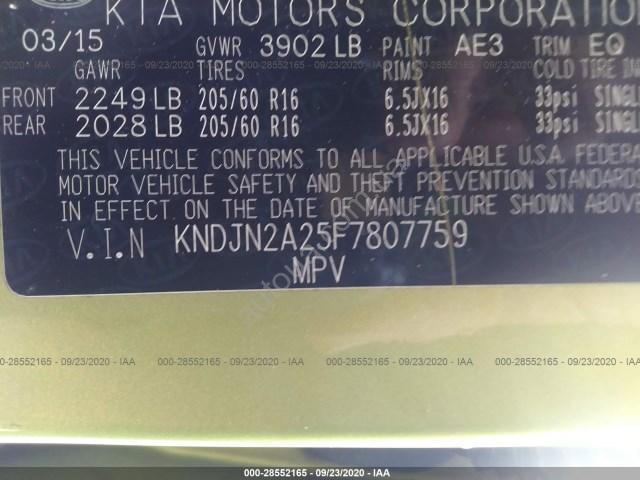 KIA MOTORS CORPORATION
03/15 GVWR 3902 LB PAINT AE3 TRIM EQ
GAWR TIRES RIMS COLD TIRE
FRONT 2249 LB 205/60 R16 6.5JX16 33psi SINGL
REAR 2028 LB 205/60 R16 6.5JX16 33psi SINGL
THIS VEHICLE CONFORMS TO ALL APPLICABLE U.S.A. FEDERA
MOTOR VEHICLE SAFETY AND THEFT PREVENTION STANDARDS
IN EFFECT ON THE DATE OF MANUFACTURE SHOWN ABOVE
V.I.N KNDJN2A25F7807759
MPV
000-28552165 - 09/23/2020 - IAA